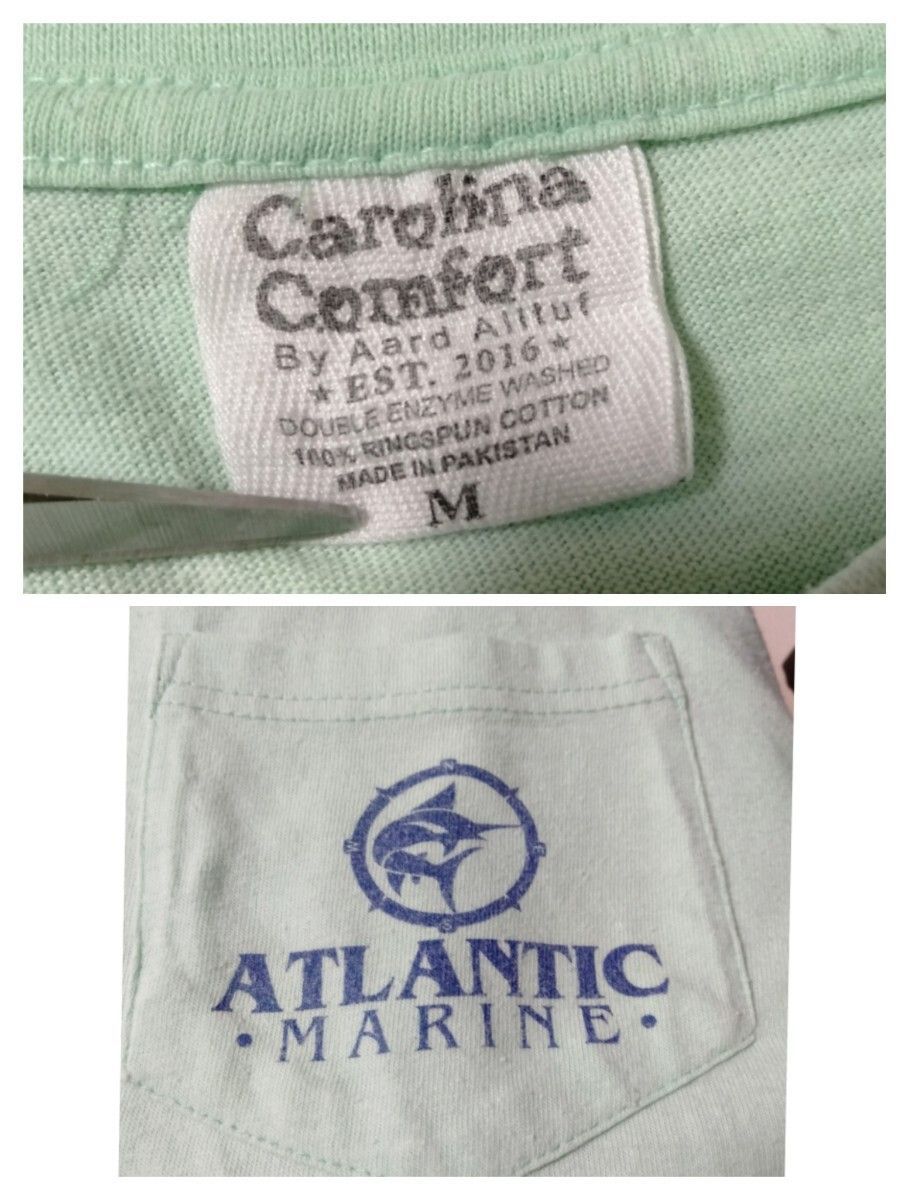 Carolina
Comfort
By Aard Alltuf
★ EST. 2016 ★
DOUBLE ENZYME WASHED
100% RINGSPUN COTTON
MADE IN PAKISTAN
M
N
W E
S
ATLANTIC
• MARINE •